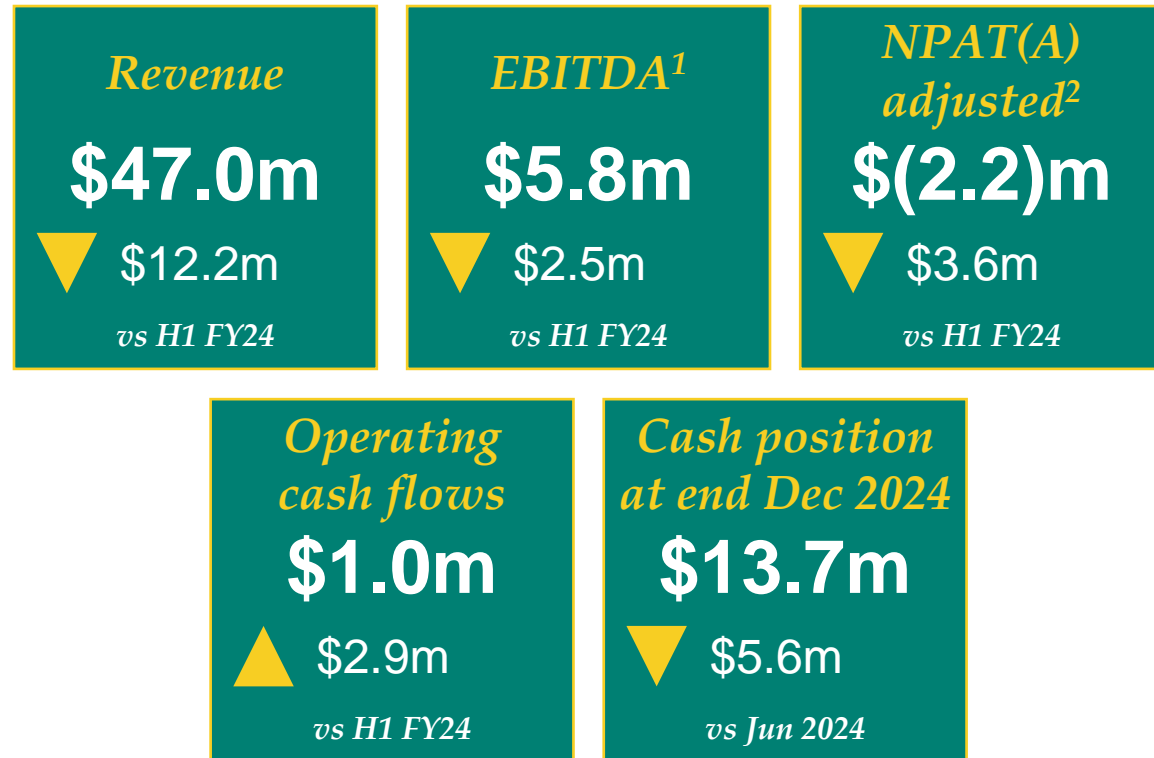 Revenue
$47.0m
$12.2m
vs H1 FY24
EBITDA¹
$5.8m
$2.5m
vs H1 FY24
NPAT(A)
adjusted²
$(2.2)m
$3.6m
vs H1 FY24
Operating
cash flows
$1.0m
$2.9m
vs H1 FY24
Cash position
at end Dec 2024
$13.7m
$5.6m
vs Jun 2024